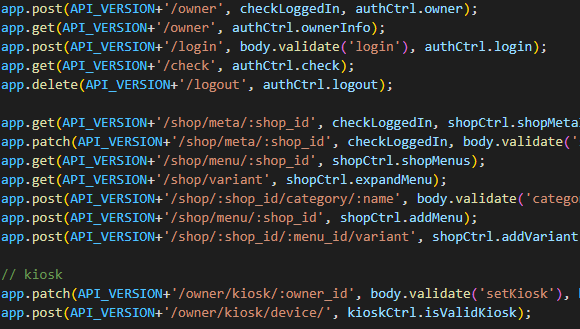 app.post(API_VERSION+'/owner', checkLoggedIn, authCtrl.owner);
app.get(API_VERSION+'/owner', authCtrl.ownerInfo);
app.post(API_VERSION+'/login', body.validate('login'), authCtrl.login);
app.get(API_VERSION+'/check', authCtrl.check);
app.delete(API_VERSION+'/logout', authCtrl.logout);
app.get(API_VERSION+'/shop/meta/:shop_id', checkLoggedIn, shopCtrl.shopMeta
app.patch(API_VERSION+'/shop/meta/:shop_id', checkLoggedIn, body.validate('
app.get(API_VERSION+'/shop/menu/:shop_id', shopCtrl.shopMenus);
app.get(API_VERSION+'/shop/variant', shopCtrl.expandMenu);
app.post(API_VERSION+'/shop/:shop_id/category/:name', body.validate('catego
app.post(API_VERSION+'/shop/menu/:shop_id', shopCtrl.addMenu);
app.post(API_VERSION+'/shop/:shop_id/:menu_id/variant', shopCtrl.addVariant
// kiosk
app.patch(API_VERSION+'/owner/kiosk/:owner_id', body.validate('setKiosk'),
app.post(API_VERSION+'/owner/kiosk/device/', kioskCtrl.isValidKiosk);